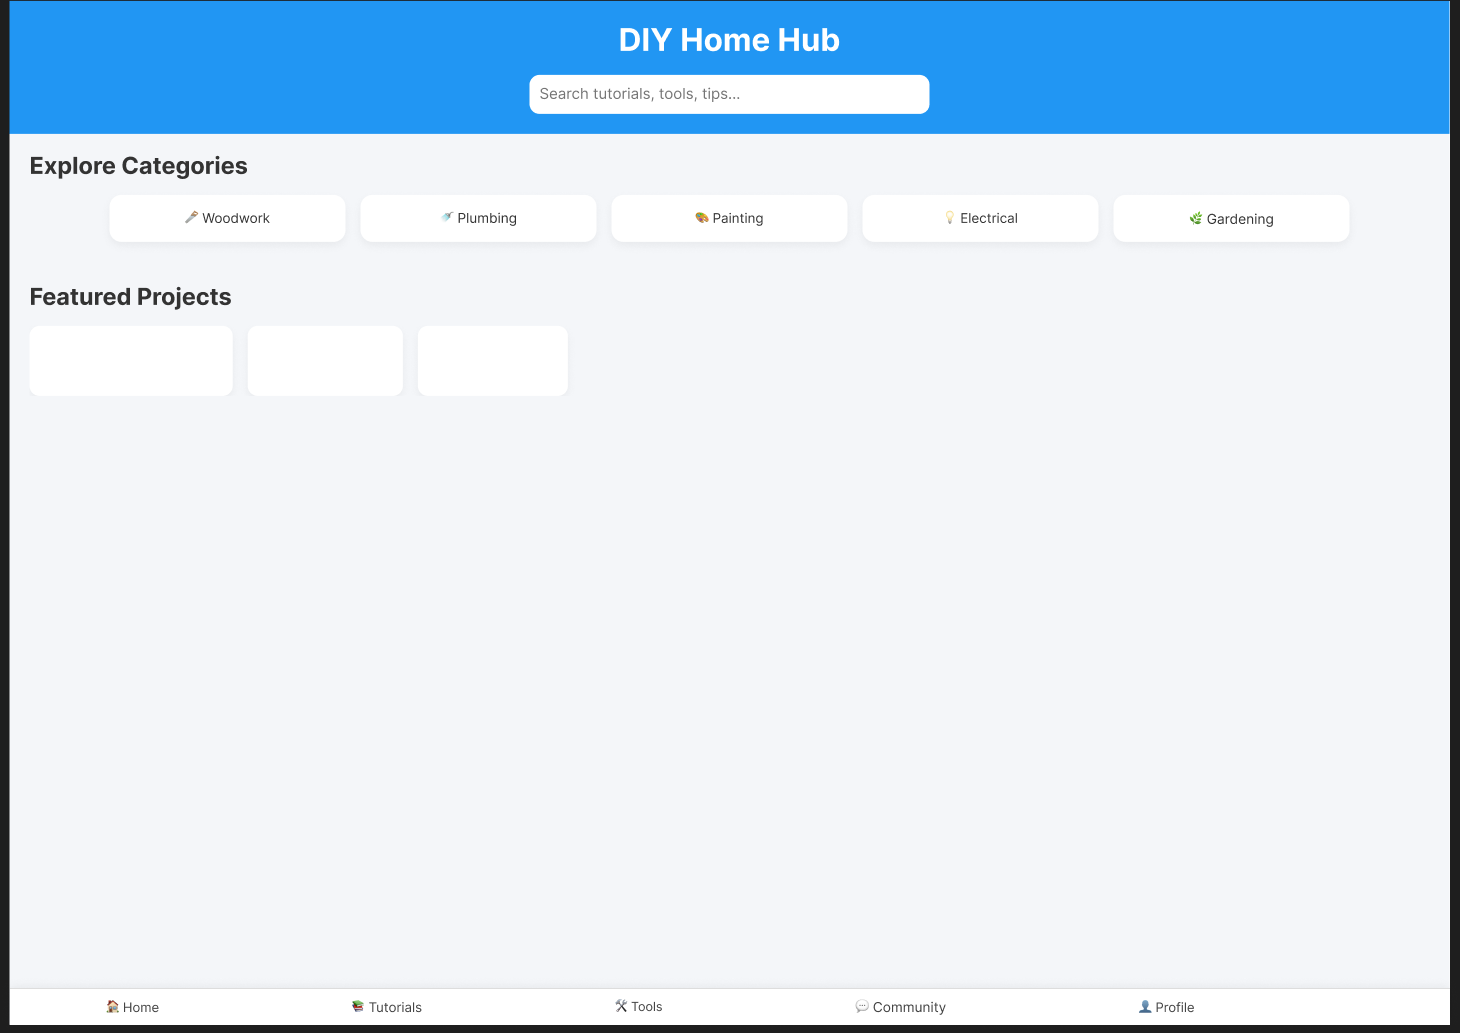 DIY Home Hub
Search tutorials, tools, tips...
Explore Categories
Woodwork
Plumbing
Painting
Electrical
Gardening
Featured Projects
Home
Tutorials
Tools
Community
Profile